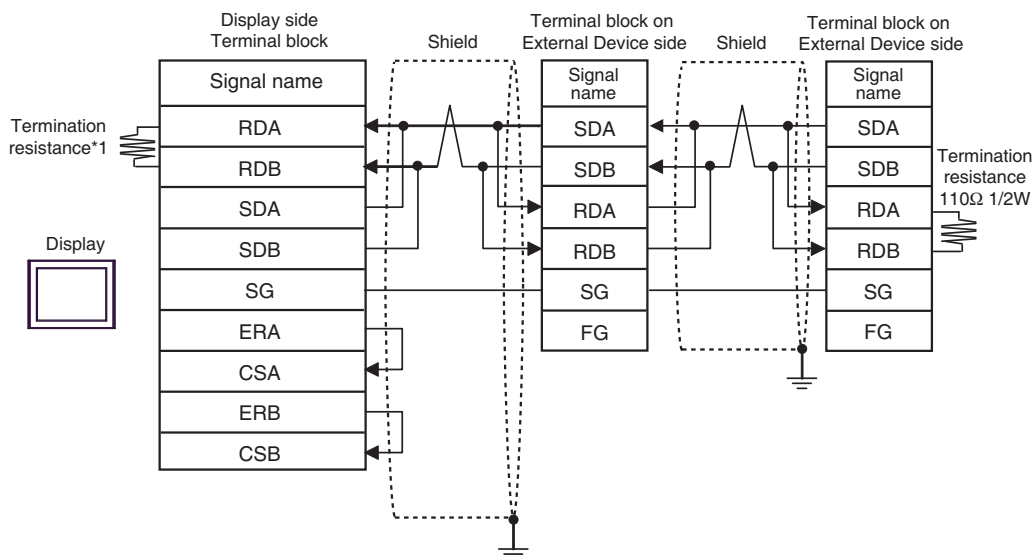 Display side
Terminal block
Shield
Terminal block on
External Device side
Shield
Terminal block on
External Device side
Signal name
RDA
RDB
SDA
SDB
SG
ERA
CSA
ERB
CSB
Termination
resistance*1
Display
Signal
name
SDA
SDB
RDA
RDB
SG
FG
Signal
name
SDA
SDB
RDA
RDB
SG
FG
Termination
resistance
110Ω 1/2W